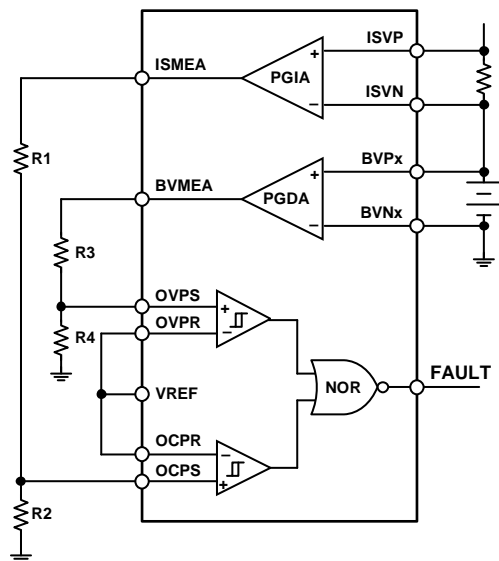 ISVP
ISMEA
PGIA
ISVN
R1
BVPx
BVMEA
PGDA
BVNx
R3
OVPS
R4
OVPR
FAULT
NOR
VREF
OCPR
OCPS
R2